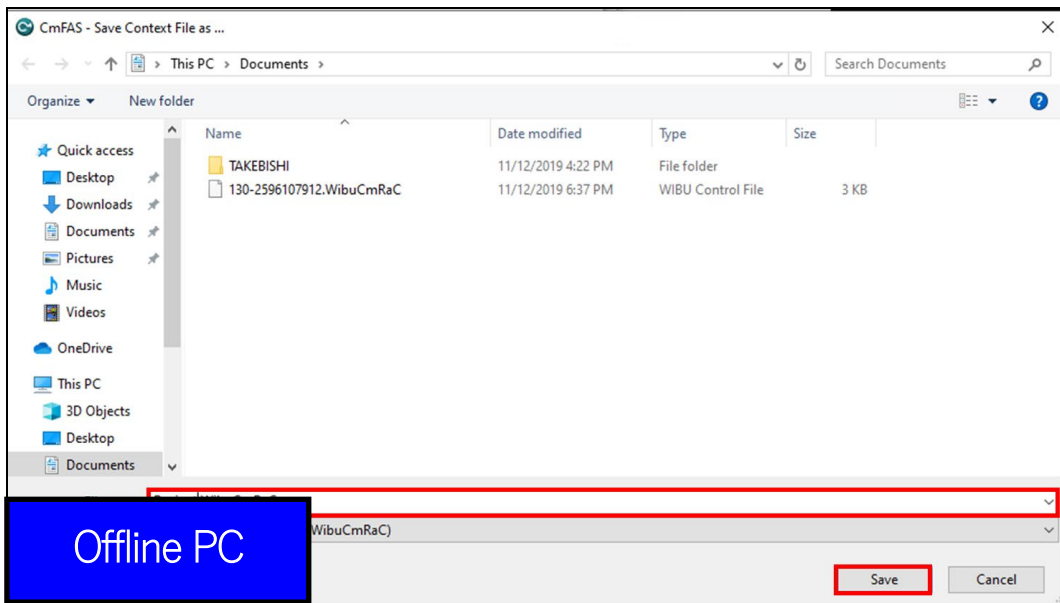 CmFAS - Save Context File as ...
This PC > Documents >
Search Documents
Organize
New folder
Name
Date modified
Type
Size
Quick access
Desktop
Downloads
Documents
Pictures
Music
Videos
OneDrive
This PC
3D Objects
Desktop
Documents
TAKEBISHI
11/12/2019 4:22 PM
File folder
130-2596107912.WibuCmRaC
11/12/2019 6:37 PM
WIBU Control File
3 KB
Offline PC
WibuCmRaC)
Save
Cancel